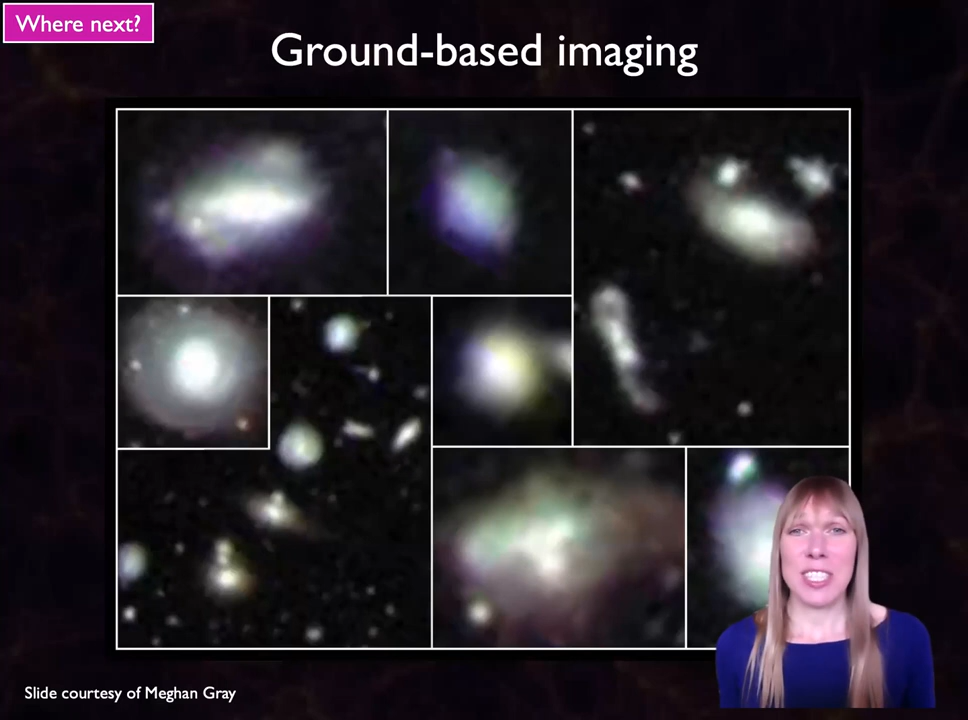 Where next?
Ground-based imaging
Slide courtesy of Meghan Gray